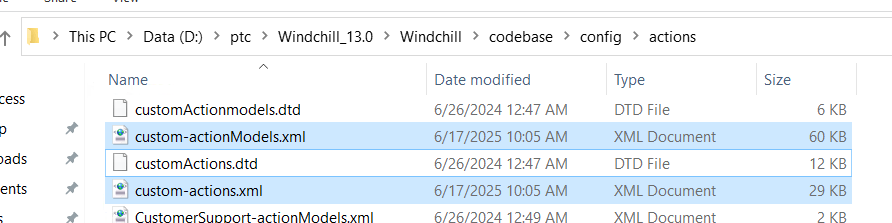 This PC > Data (D:) > ptc > Windchill_13.0 > Windchill > codebase > config > actions
Name Date modified Type Size
cess customActionmodels.dtd 6/26/2024 12:47 AM DTD File 6 KB
p custom-actionModels.xml 6/17/2025 10:05 AM XML Document 60 KB
oads customActions.dtd 6/26/2024 12:47 AM DTD File 12 KB
ents custom-actions.xml 6/17/2025 10:05 AM XML Document 29 KB
s CustomerSupport-actionModels.xml 6/26/2024 12:49 AM XML Document 2 KB